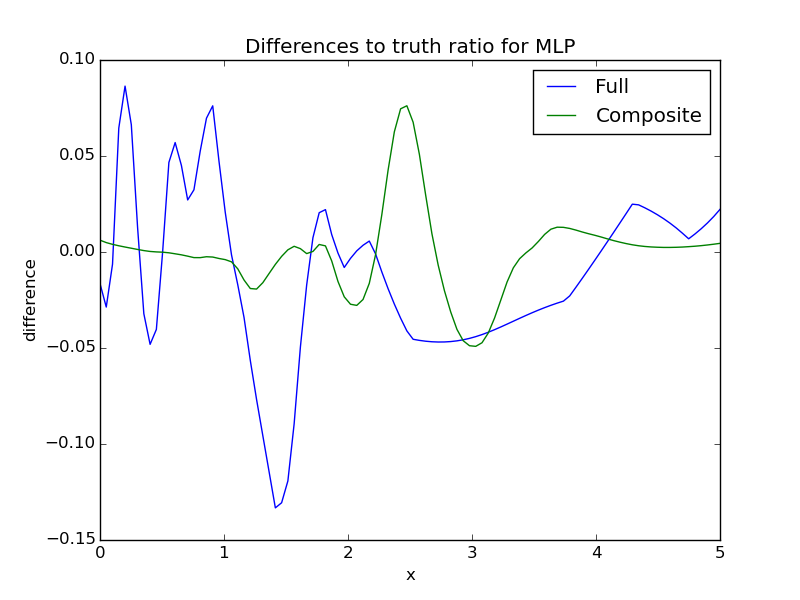 Differences to truth ratio for MLP
0.10
0.05
0.00
−0.05
−0.10
−0.15
difference
Full
Composite
0 1 2 3 4 5
x